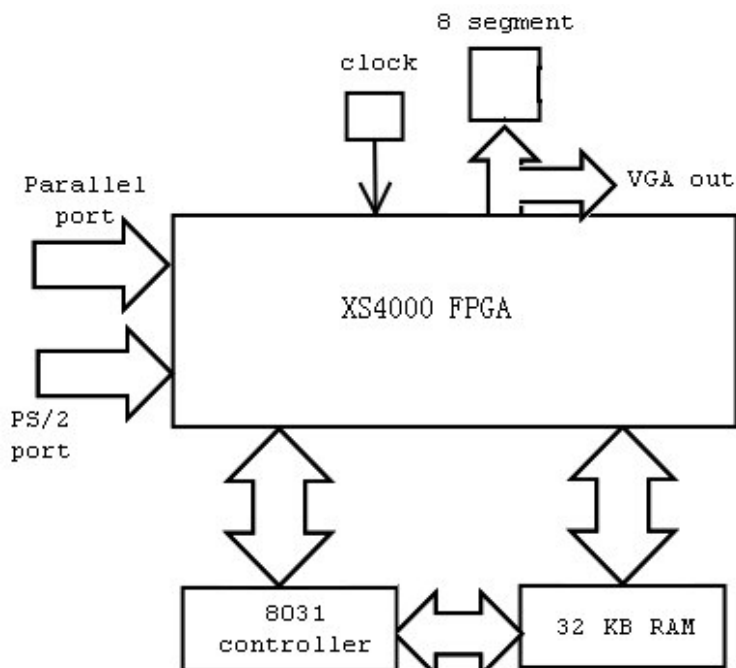 8 segment
clock
VGA out
Parallel
port
XS4000 FPGA
PS/2
port
8031
controller
32 KB RAM